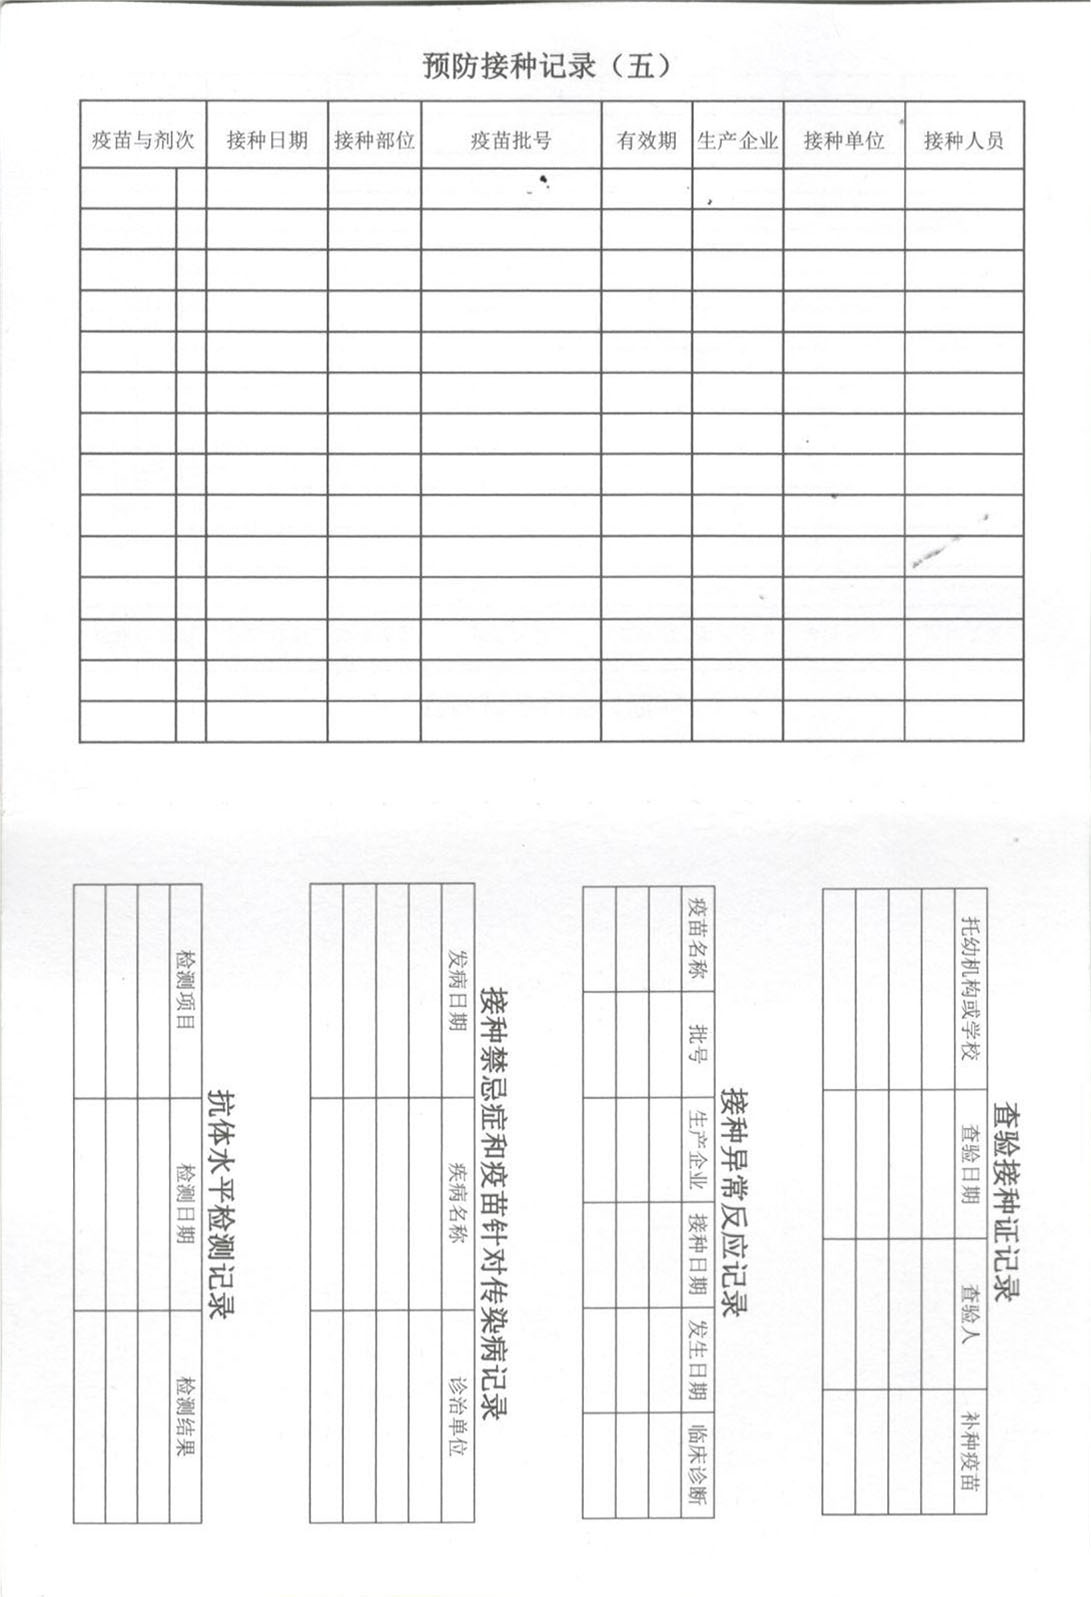 预防接种记录（五）
疫苗与剂次 接种日期 接种部位 疫苗批号 有效期 生产企业 接种单位 接种人员
查验接种证记录
托幼机构或学校 查验日期 查验人 补种疫苗
接种异常反应记录
疫苗名称 批号 生产企业 接种日期 发生日期 临床诊断
接种禁忌症和疫苗针对传染病记录
发病日期 疾病名称 诊治单位
抗体水平检测记录
检测项目 检测日期 检测结果